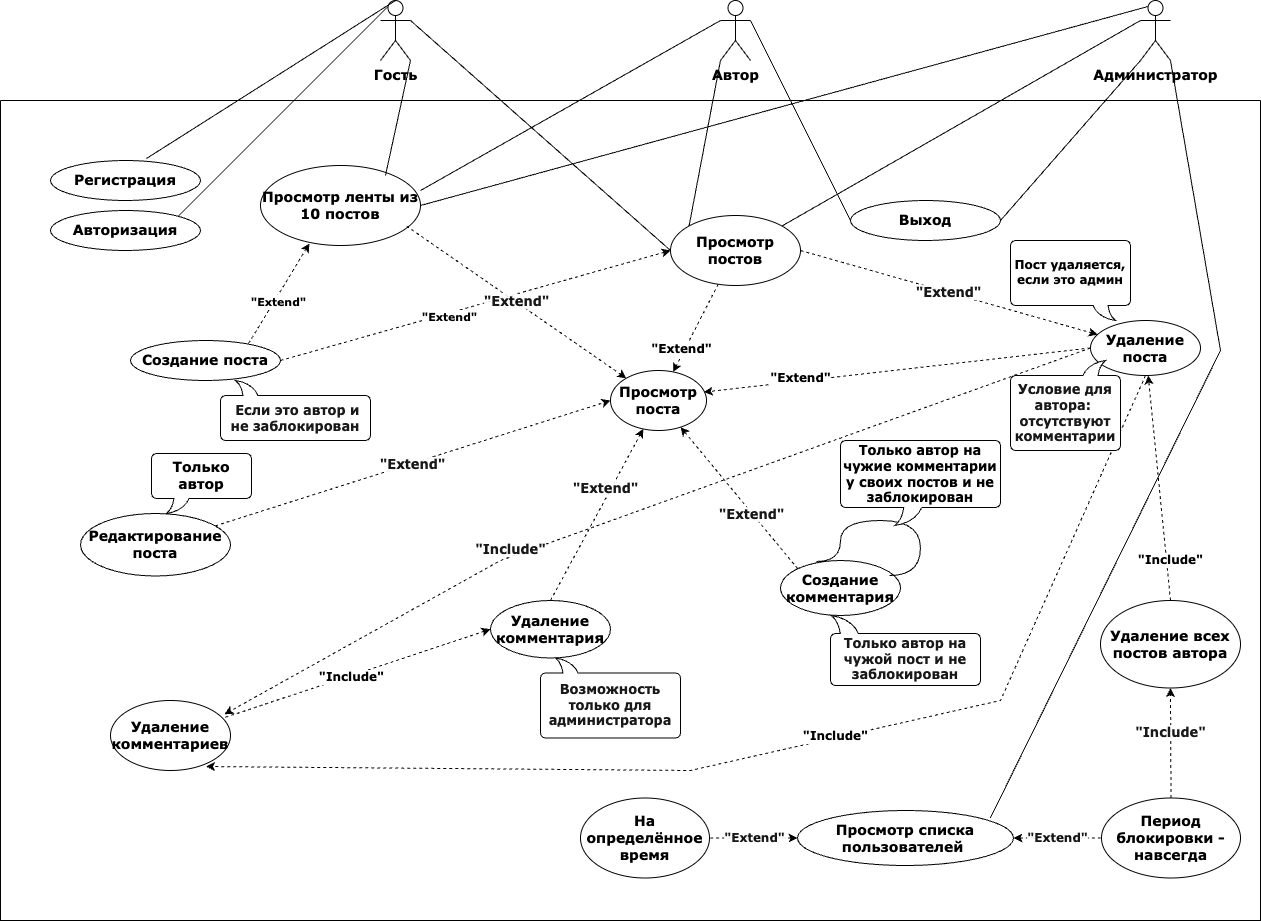 Гость
Автор
Администратор
Регистрация
Авторизация
Просмотр ленты из
10 постов
Просмотр
постов
Выход
Пост удаляется,
если это админ
"Extend"
"Extend"
"Extend"
"Extend"
Создание поста
Если это автор и
не заблокирован
"Extend"
Просмотр
поста
"Extend"
Удаление
поста
Условие для
автора:
отсутствуют
комментарии
Только
автор
"Extend"
Редактирование
поста
"Extend"
"Extend"
Только автор на
чужие комментарии
у своих постов и не
заблокирован
"Include"
Создание
комментария
Только автор на
чужой пост и не
заблокирован
"Include"
Удаление всех
постов автора
Удаление
комментария
Возможность
только для
администратора
"Include"
Удаление
комментариев
"Include"
"Include"
На
определённое
время
"Extend"
Просмотр списка
пользователей
"Extend"
Период
блокировки -
навсегда